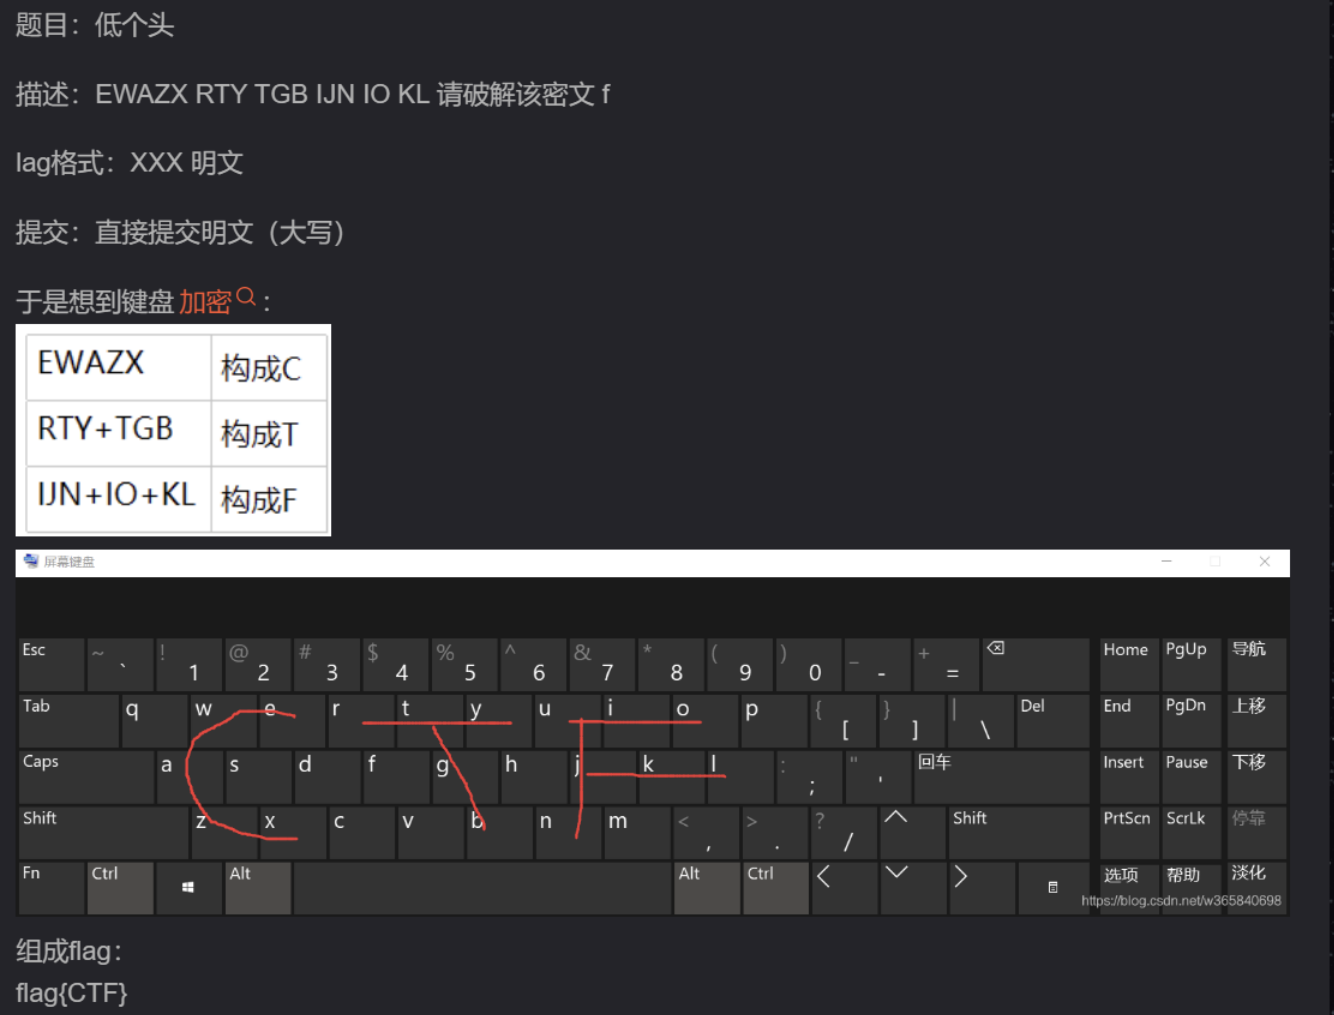 题目：低个头
描述：EWAZX RTY TGB IJN IO KL 请破解该密文 f
lag格式：XXX 明文
提交：直接提交明文（大写）
于是想到键盘加密：
EWAZX 构成C
RTY+TGB 构成T
IJN+IO+KL 构成F
屏幕键盘
Esc ~ ` ! 1 @ 2 # 3 $ 4 % 5 ^ 6 & 7 * 8 ( 9 ) 0 _ - + = Home PgUp 导航
Tab q w e r t y u i o p { [ } ] | \ Del End PgDn 上移
Caps a s d f g h j k l : ; " ' 回车 Insert Pause 下移
Shift z x c v b n m < , > . ? / Shift PrtScn ScrLk 停靠
Fn Ctrl Alt Alt Ctrl 选项 帮助 淡化
https://blog.csdn.net/w365840698
组成flag：
flag{CTF}